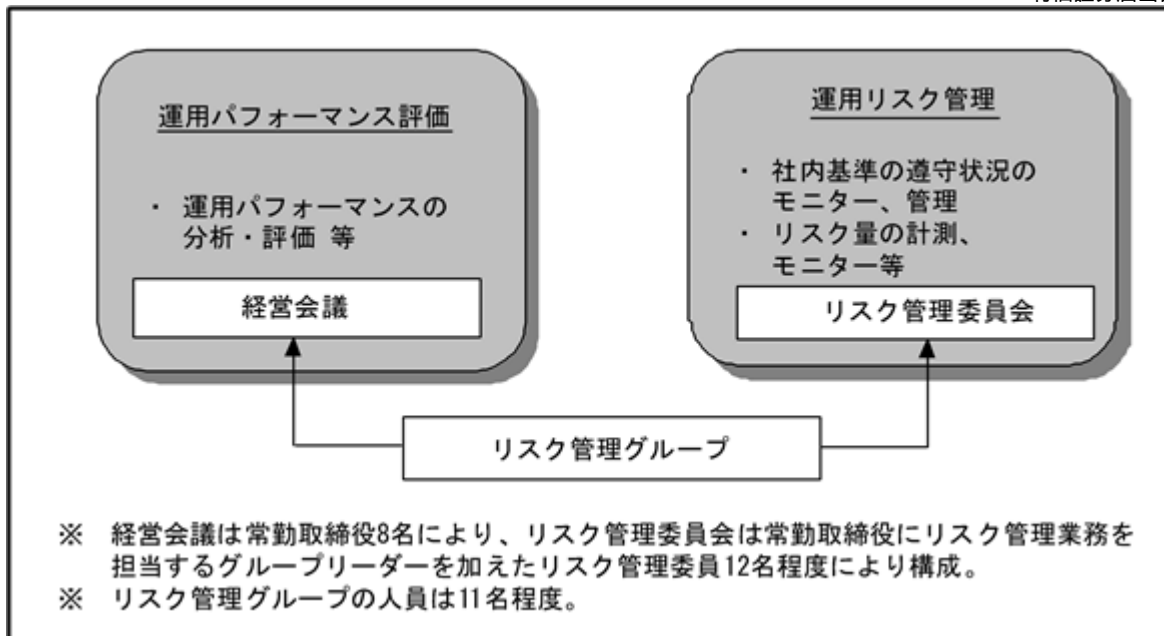 運用パフォーマンス評価
・ 運用パフォーマンスの
分析・評価 等
経営会議
運用リスク管理
・ 社内基準の遵守状況の
モニター、管理
・ リスク量の計測、
モニター等
リスク管理委員会
リスク管理グループ
※ 経営会議は常勤取締役8名により、リスク管理委員会は常勤取締役にリスク管理業務を
担当するグループリーダーを加えたリスク管理委員12名程度により構成。
※ リスク管理グループの人員は11名程度。